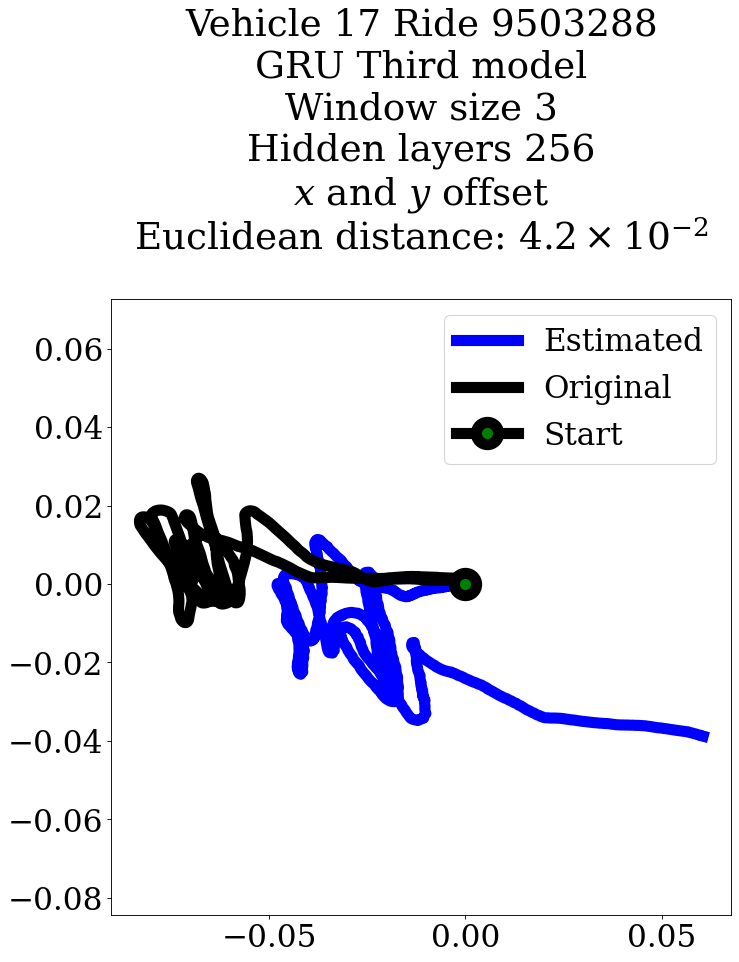 Vehicle 17 Ride 9503288
GRU Third model
Window size 3
Hidden layers 256
x and y offset
Euclidean distance: 4.2 × 10⁻²
Estimated
Original
Start
0.06
0.04
0.02
0.00
−0.02
−0.04
−0.06
−0.08
−0.05
0.00
0.05